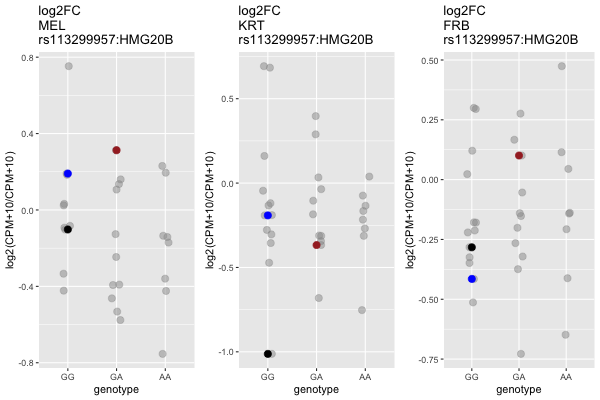 log2FC
MEL
rs113299957:HMG20B
log2(CPM+10/CPM+10)
0.8
0.4
0.0
-0.4
-0.8
GG GA AA
genotype
log2FC
KRT
rs113299957:HMG20B
log2(CPM+10/CPM+10)
0.5
0.0
-0.5
-1.0
GG GA AA
genotype
log2FC
FRB
rs113299957:HMG20B
log2(CPM+10/CPM+10)
0.50
0.25
0.00
-0.25
-0.50
-0.75
GG GA AA
genotype